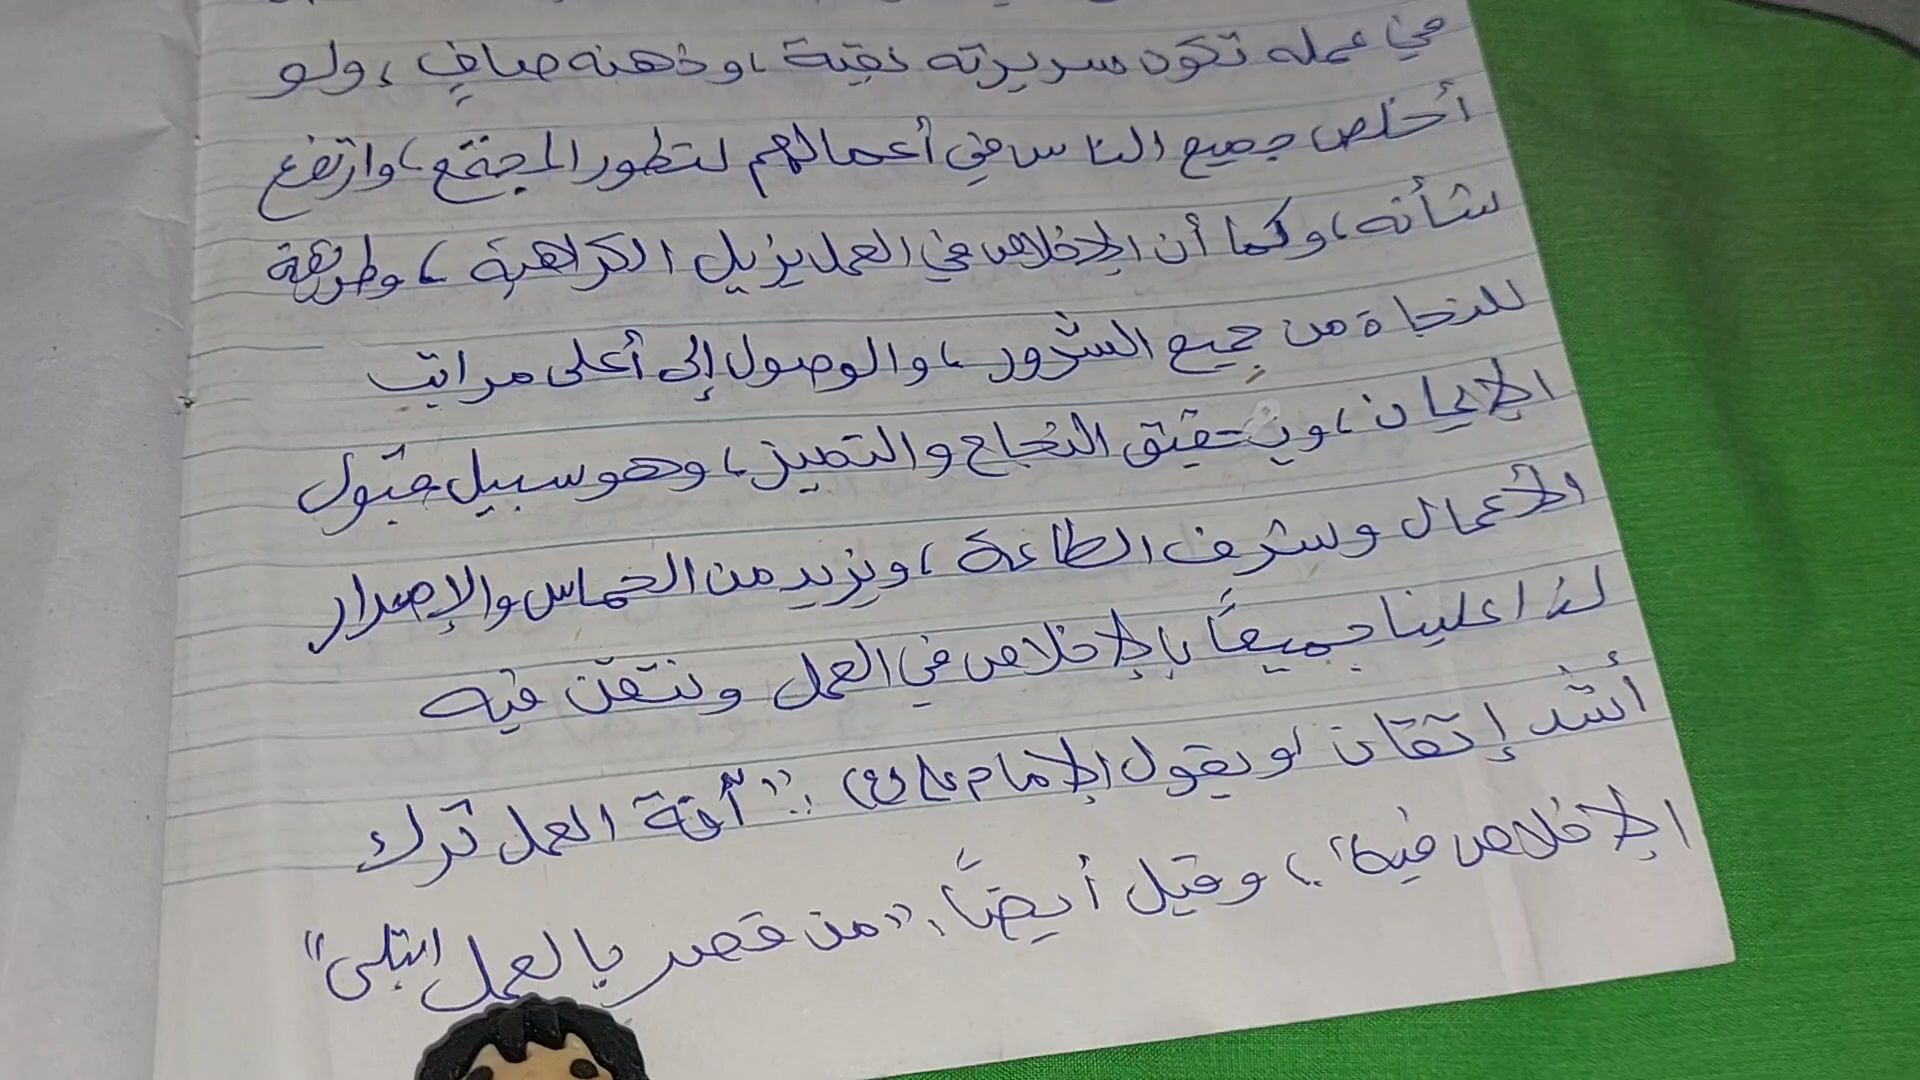 في عمله تكون سريرته نقية، وذهنه صافٍ، ولو
أخلص جميع الناس في أعمالهم لتطور المجتمع، وارتفع
شأنه، وكما أن الإخلاص في العمل يزيل الكراهية، وطريقة
للنجاة من جميع الشرور، والوصول إلى أعلى مراتب
الإيمان، ويحقيق النجاح والتميز، وهو سبيل قبول
الأعمال وشرف الطاعة، ويزيد من الحماس والإصرار
لذا علينا جميعاً بالإخلاص في العمل ونتقن فيه
أشد إتقان ويقول الإمام علي (ع): "آفة العمل ترك
الإخلاص فيه"، وقيل أيضاً: "من قصر بالعمل ابتلى"